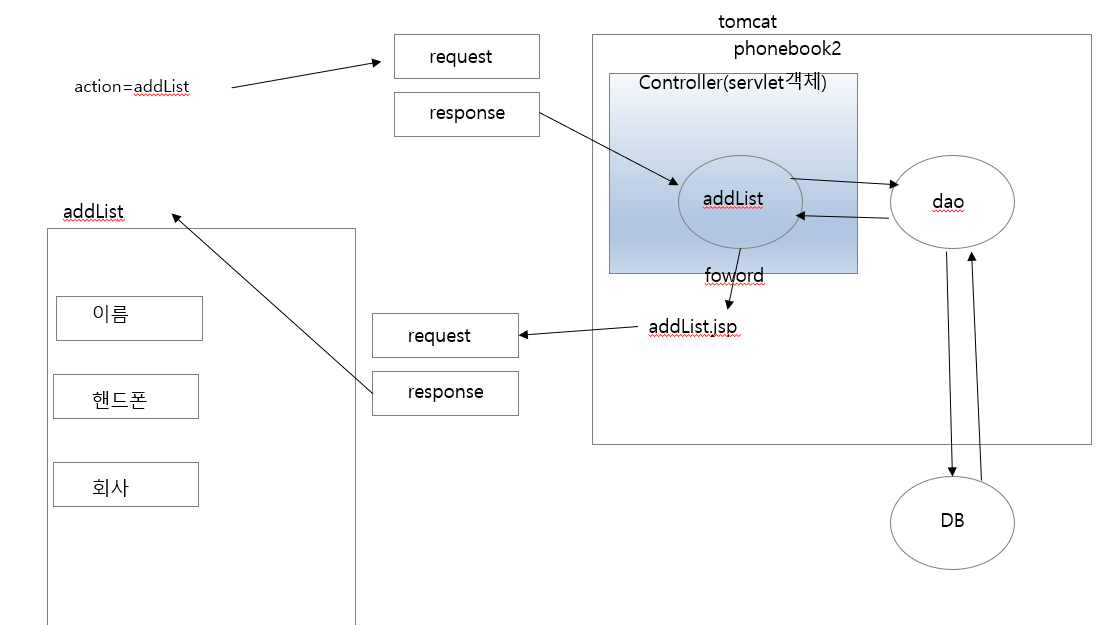 tomcat
phonebook2
request
Controller(servlet객체)
action=addList
response
addList
dao
addList
foword
이름
addList.jsp
request
핸드폰
response
회사
DB